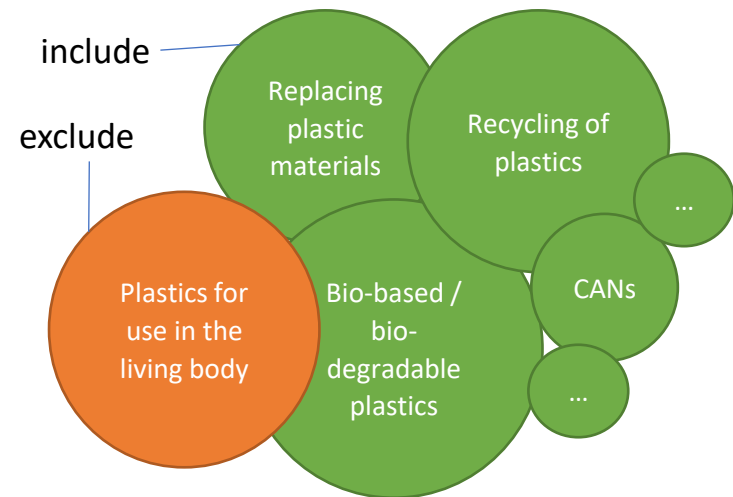 include
exclude
Replacing
plastic
materials
Recycling of
plastics
...
CANs
Plastics for
use in the
living body
Bio-based /
bio-
degradable
plastics
...